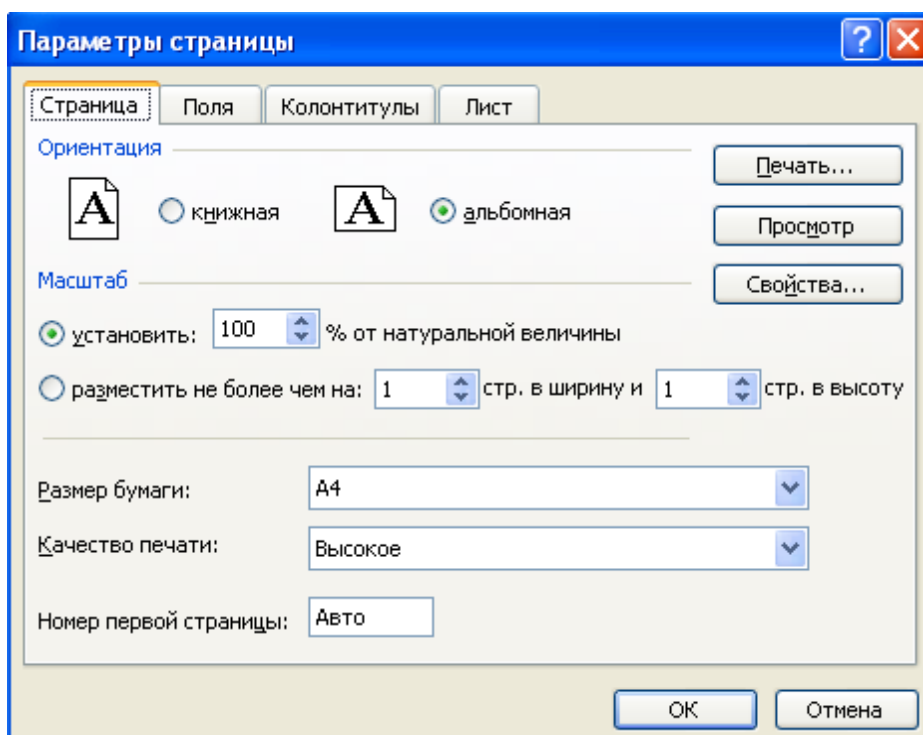 Параметры страницы
?
Страница Поля Колонтитулы Лист
Ориентация
Печать...
A книжная A альбомная
Просмотр
Масштаб
Свойства...
установить: 100 % от натуральной величины
разместить не более чем на: 1 стр. в ширину и 1 стр. в высоту
Размер бумаги: A4
Качество печати: Высокое
Номер первой страницы: Авто
ОК Отмена